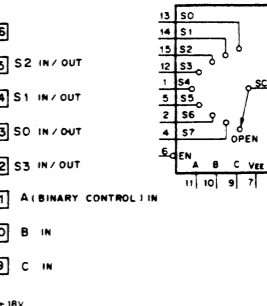 6
5 S2 IN/OUT
4 S1 IN/OUT
3 S0 IN/OUT
2 S3 IN/OUT
1 A (BINARY CONTROL) IN
0 B IN
9 C IN
18V
13 S0
14 S1
15 S2
12 S3
1 S4
5 S5
2 S6
4 S7
SC
OPEN
6 EN
A B C VEE
11 10 9 7